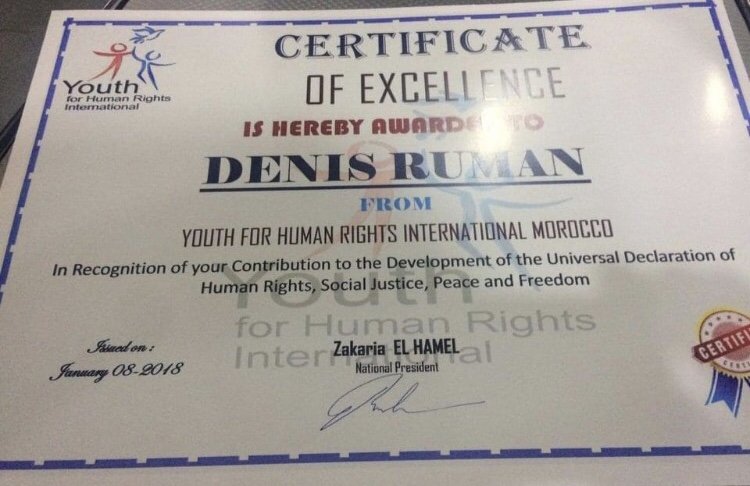 Youth
for Human Rights
International
CERTIFICATE
OF EXCELLENCE
IS HEREBY AWARDED TO
DENIS RUMAN
FROM
YOUTH FOR HUMAN RIGHTS INTERNATIONAL MOROCCO
In Recognition of your Contribution to the Development of the Universal Declaration of
Human Rights, Social Justice, Peace and Freedom
Youth
for Human Rights
International
Issued on :
January 08-2018
Zakaria EL HAMEL
National President
CERTIFI